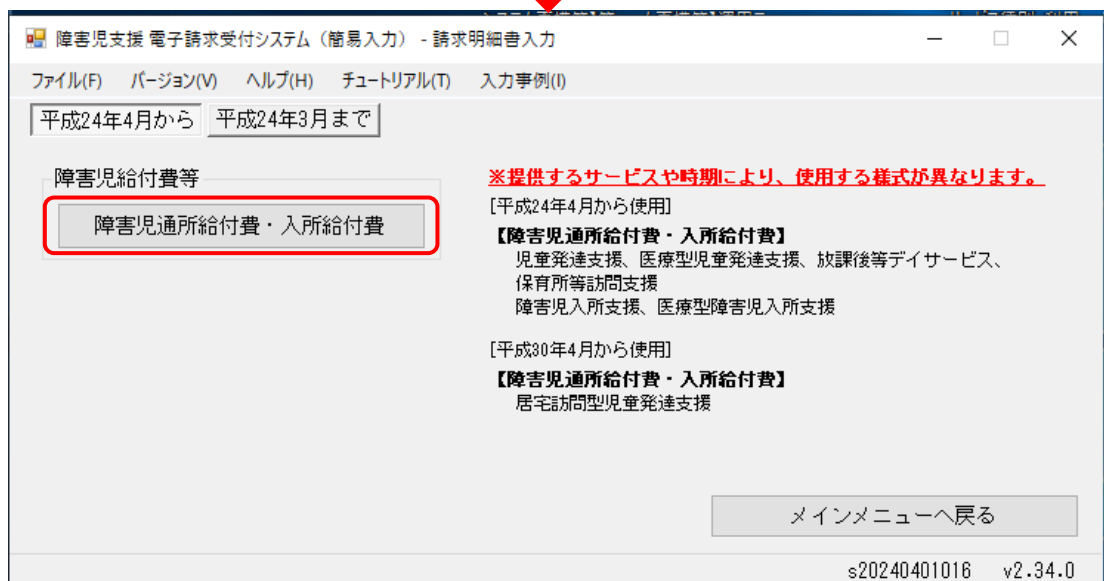 障害児支援 電子請求受付システム（簡易入力） - 請求明細書入力
ファイル(F) バージョン(V) ヘルプ(H) チュートリアル(T) 入力事例(I)
平成24年4月から 平成24年3月まで
障害児給付費等
障害児通所給付費・入所給付費
※提供するサービスや時期により、使用する様式が異なります。
[平成24年4月から使用]
【障害児通所給付費・入所給付費】
児童発達支援、医療型児童発達支援、放課後等デイサービス、
保育所等訪問支援
障害児入所支援、医療型障害児入所支援
[平成30年4月から使用]
【障害児通所給付費・入所給付費】
居宅訪問型児童発達支援
メインメニューへ戻る
s20240401016 v2.34.0